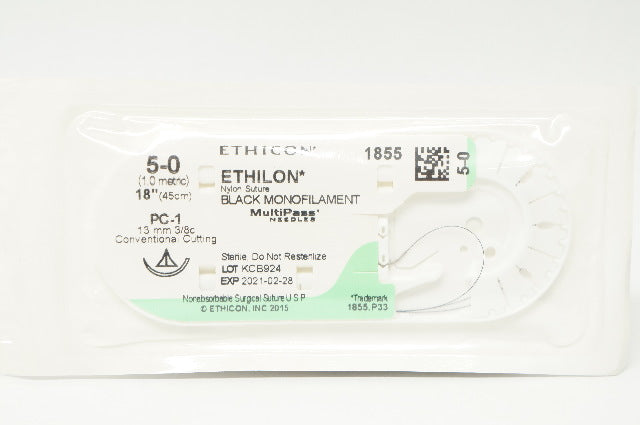 ETHICON*
5-0
(1.0 metric)
18" (45cm)
PC-1
13 mm 3/8c
Conventional Cutting
1855
5-0
ETHILON*
Nylon Suture
BLACK MONOFILAMENT
MultiPass*
NEEDLES
Sterile. Do Not Resterilize
LOT KCB924
EXP 2021-02-28
Nonabsorbable Surgical Suture U.S.P.
© ETHICON, INC 2015
*Trademark
1855.P33